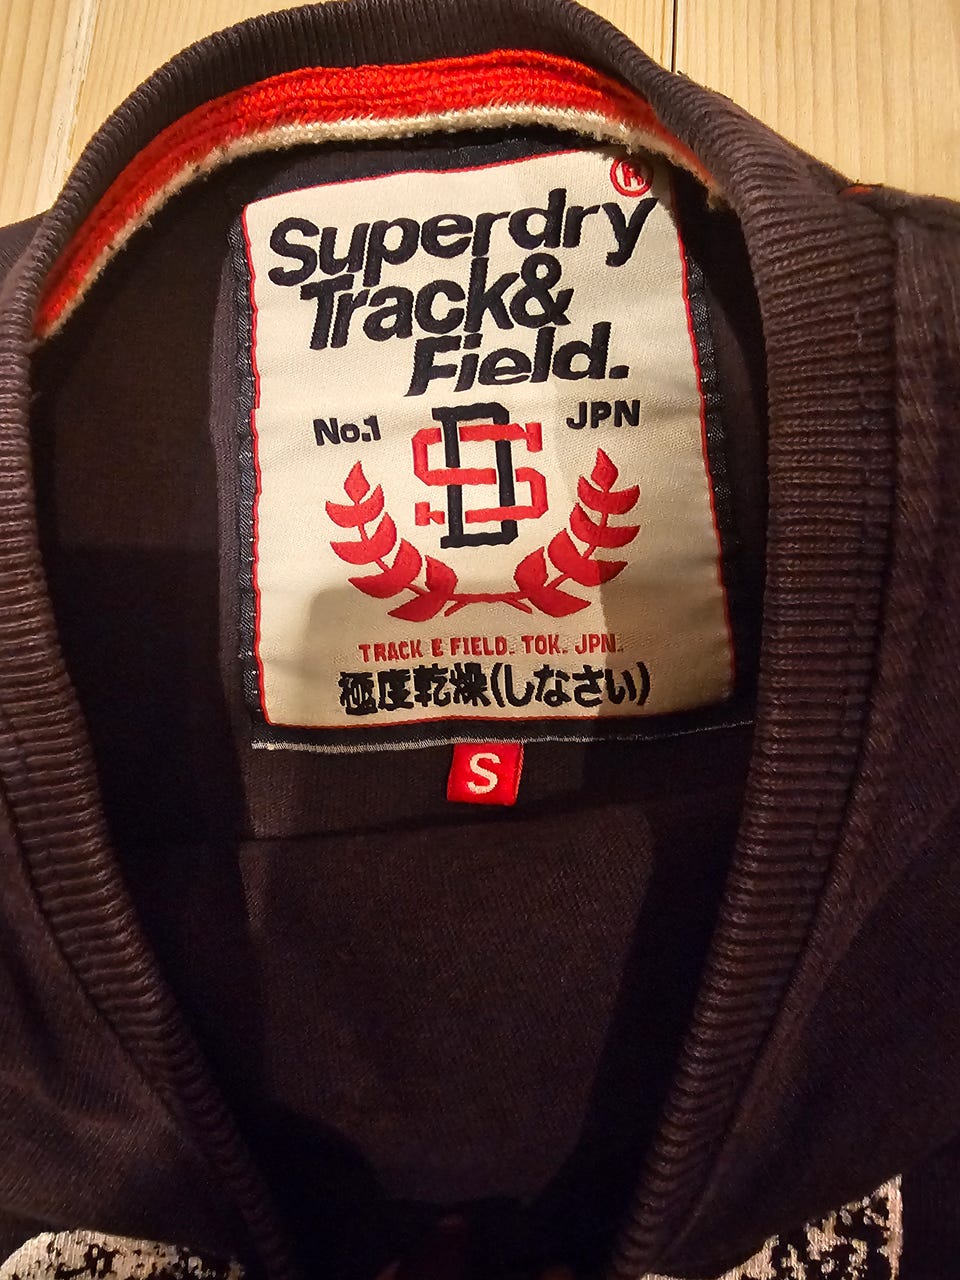 Superdry®
Track&
Field.
No.1 SD JPN
TRACK & FIELD. TOK. JPN.
極度乾燥(しなさい)
S